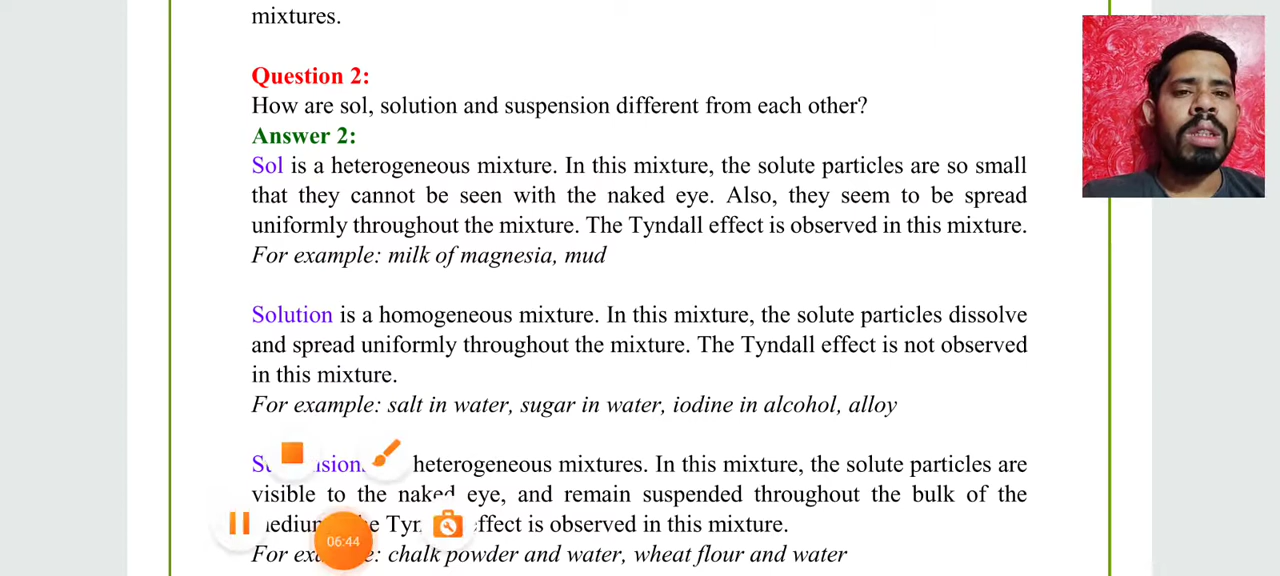 mixtures.
Question 2:
How are sol, solution and suspension different from each other?
Answer 2:
Sol is a heterogeneous mixture. In this mixture, the solute particles are so small
that they cannot be seen with the naked eye. Also, they seem to be spread
uniformly throughout the mixture. The Tyndall effect is observed in this mixture.
For example: milk of magnesia, mud
Solution is a homogeneous mixture. In this mixture, the solute particles dissolve
and spread uniformly throughout the mixture. The Tyndall effect is not observed
in this mixture.
For example: salt in water, sugar in water, iodine in alcohol, alloy
heterogeneous mixtures. In this mixture, the solute particles are
visible to the naked eye, and remain suspended throughout the bulk of the
effect is observed in this mixture.
06:44
For chalk powder and water, wheat flour and water